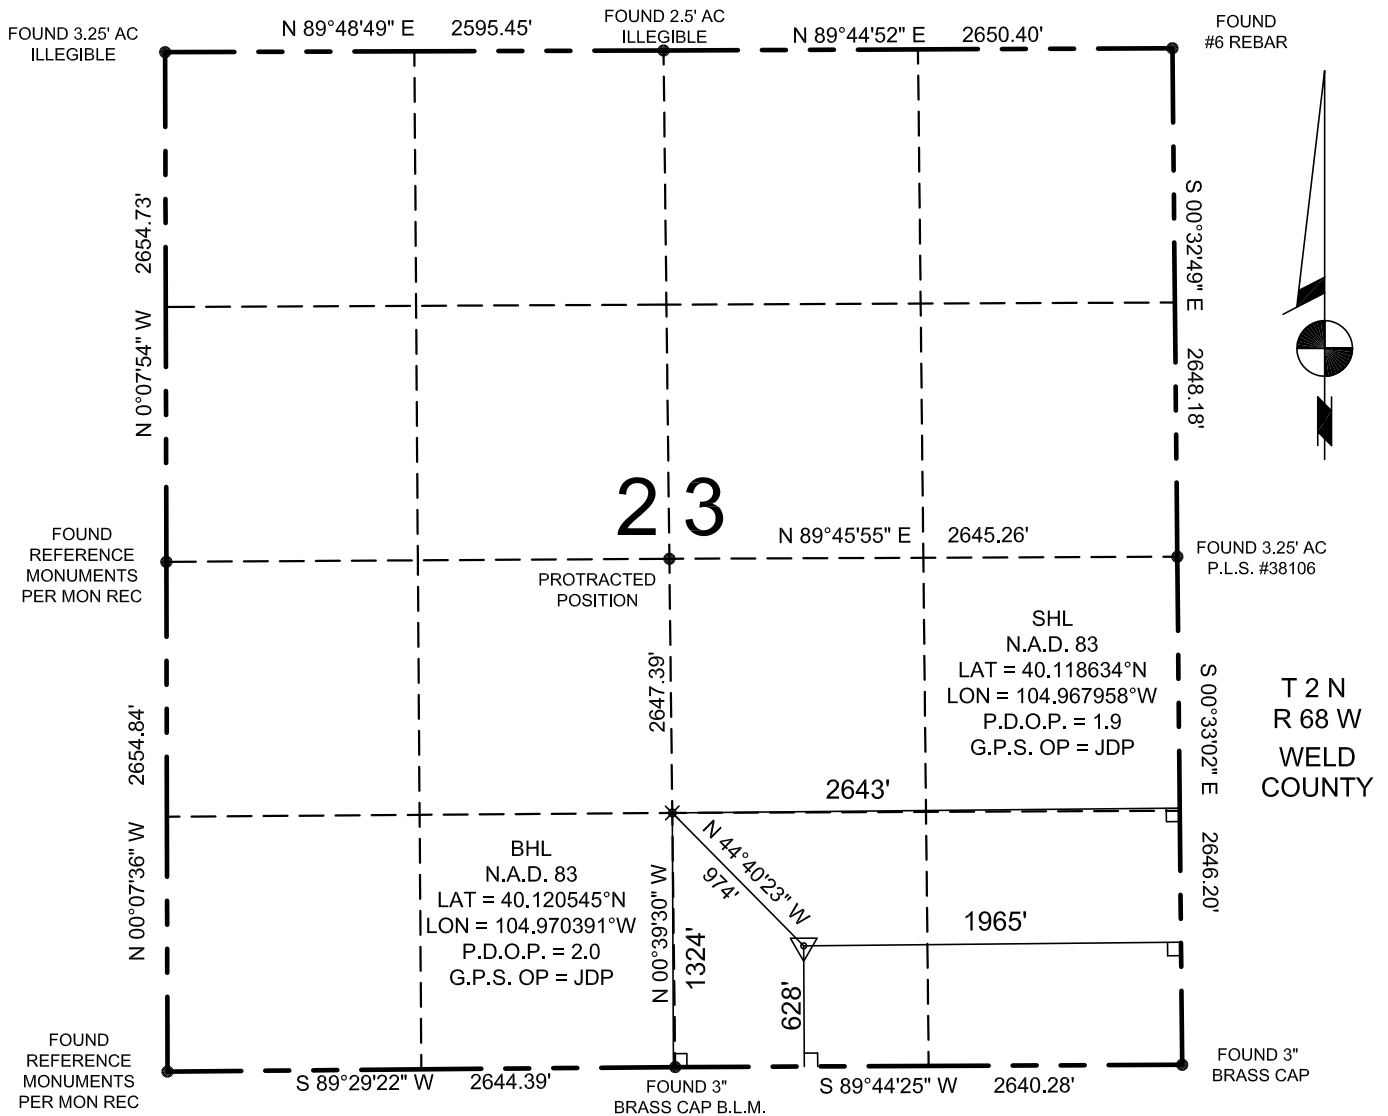 FOUND 3.25' AC
ILLEGIBLE
N 89°48'49" E 2595.45'
FOUND 2.5' AC
ILLEGIBLE
N 89°44'52" E 2650.40'
FOUND
#6 REBAR
N 0°07'54" W 2654.73'
S 00°32'49" E 2648.18'
23
N 89°45'55" E 2645.26'
FOUND
REFERENCE
MONUMENTS
PER MON REC
PROTRACTED
POSITION
FOUND 3.25' AC
P.L.S. #38106
SHL
N.A.D. 83
LAT = 40.118634°N
LON = 104.967958°W
P.D.O.P. = 1.9
G.P.S. OP = JDP
2647.39'
T 2 N
R 68 W
WELD
COUNTY
N 00°07'36" W 2654.84'
S 00°33'02" E 2646.20'
2643'
N 44°40'23" W
974'
BHL
N.A.D. 83
LAT = 40.120545°N
LON = 104.970391°W
P.D.O.P. = 2.0
G.P.S. OP = JDP
N 00°39'30" W
1324'
1965'
628'
FOUND
REFERENCE
MONUMENTS
PER MON REC
S 89°29'22" W 2644.39'
FOUND 3"
BRASS CAP B.L.M.
S 89°44'25" W 2640.28'
FOUND 3"
BRASS CAP